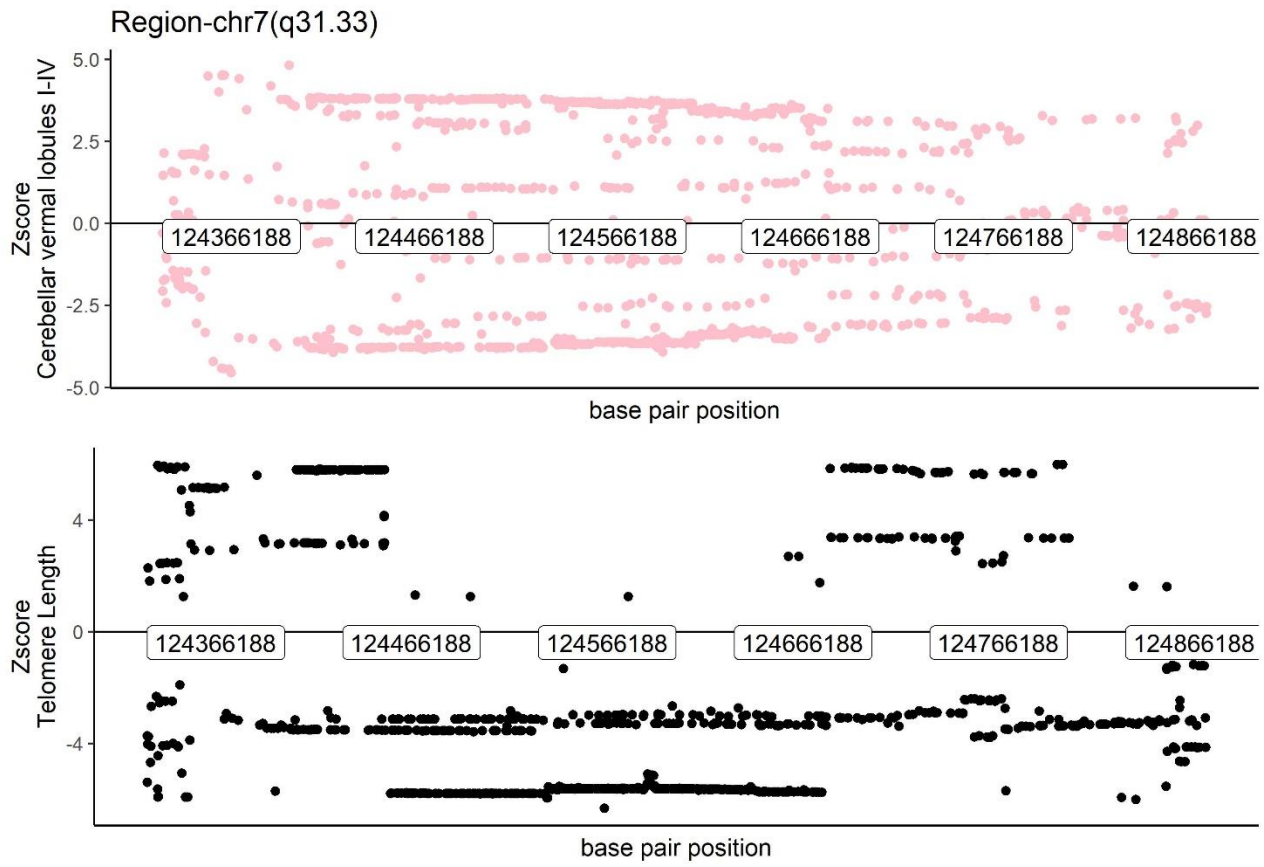 Region-chr7(q31.33)
Zscore
Cerebellar vermal lobules I-IV
5.0
2.5
0.0
-2.5
-5.0
124366188
124466188
124566188
124666188
124766188
124866188
base pair position
Zscore
Telomere Length
4
0
-4
124366188
124466188
124566188
124666188
124766188
124866188
base pair position